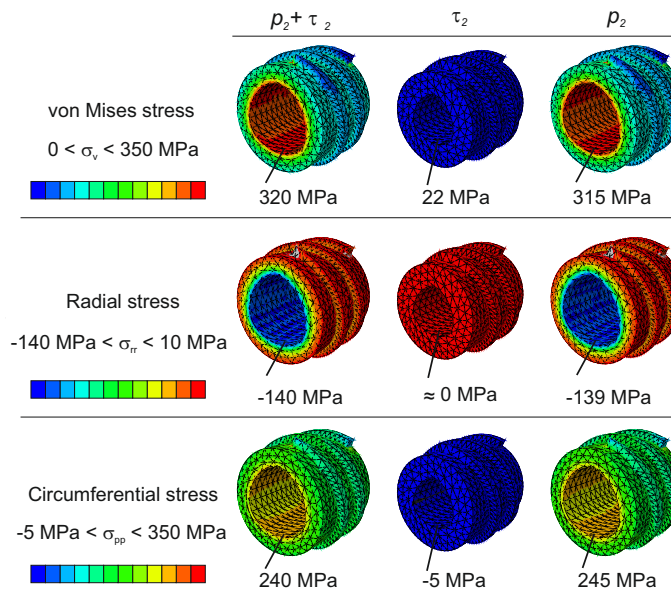 p₂ + τ ₂ τ₂ p₂
von Mises stress
0 < σᵥ < 350 MPa
320 MPa 22 MPa 315 MPa
Radial stress
-140 MPa < σᵣᵣ < 10 MPa
-140 MPa ≈ 0 MPa -139 MPa
Circumferential stress
-5 MPa < σₚₚ < 350 MPa
240 MPa -5 MPa 245 MPa